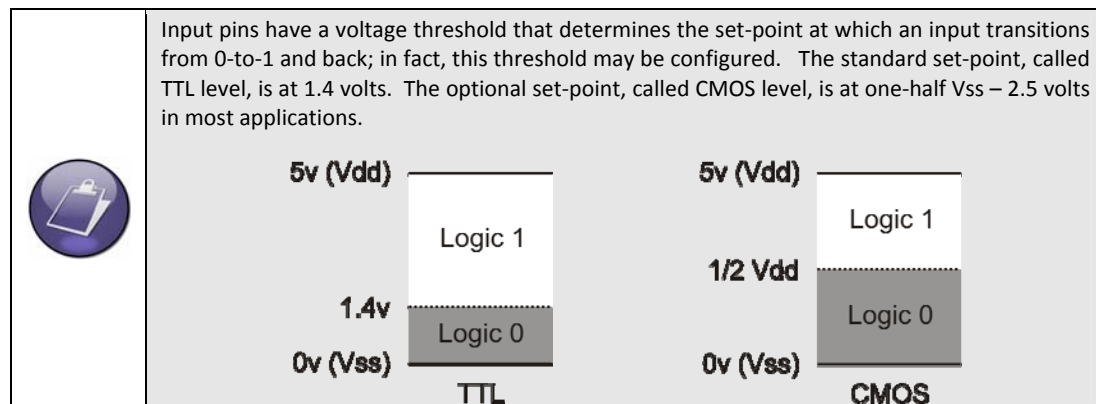 Input pins have a voltage threshold that determines the set-point at which an input transitions
from 0-to-1 and back; in fact, this threshold may be configured. The standard set-point, called
TTL level, is at 1.4 volts. The optional set-point, called CMOS level, is at one-half Vss – 2.5 volts
in most applications.
5v (Vdd)
Logic 1
1.4v
Logic 0
0v (Vss)
TTL
5v (Vdd)
Logic 1
1/2 Vdd
Logic 0
0v (Vss)
CMOS